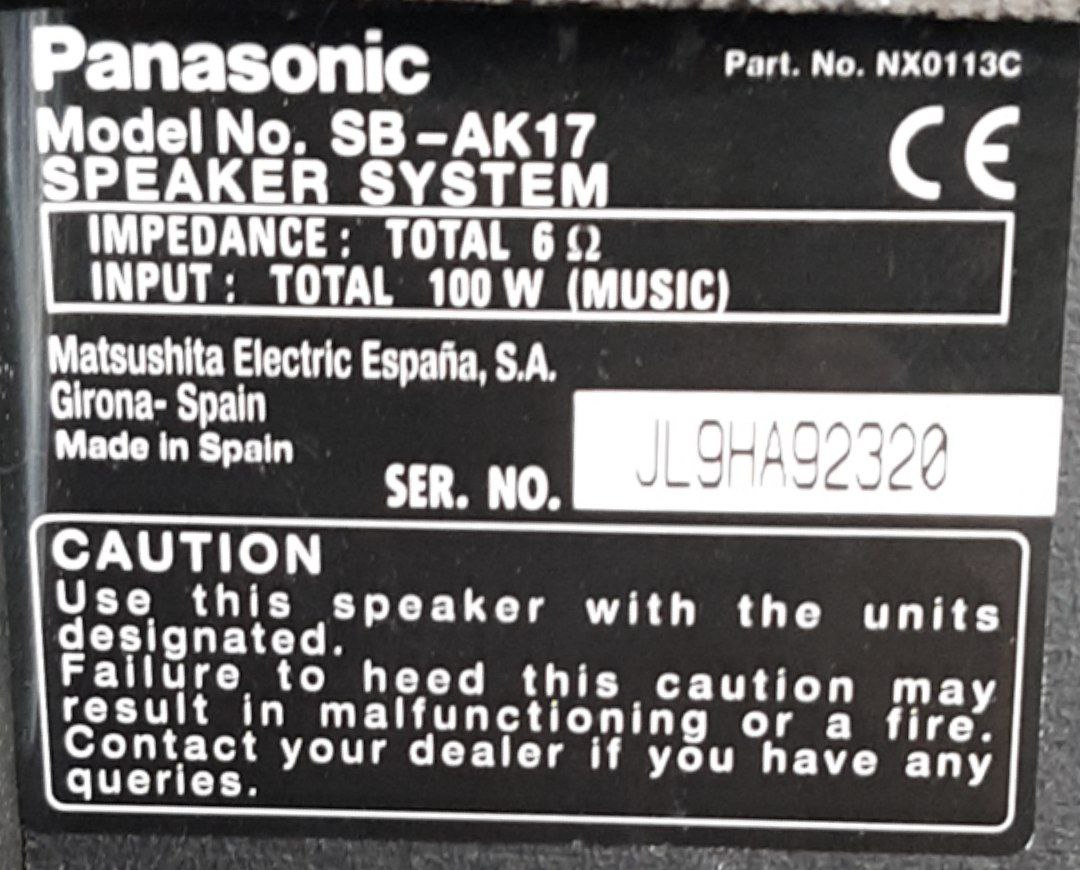 Panasonic
Part. No. NX0113C
Model No. SB-AK17
SPEAKER SYSTEM
CE
IMPEDANCE: TOTAL 6 Ω
INPUT: TOTAL 100 W (MUSIC)
Matsushita Electric España, S.A.
Girona- Spain
Made in Spain
SER. NO. JL9HA92320
CAUTION
Use this speaker with the units
designated.
Failure to heed this caution may
result in malfunctioning or a fire.
Contact your dealer if you have any
queries.